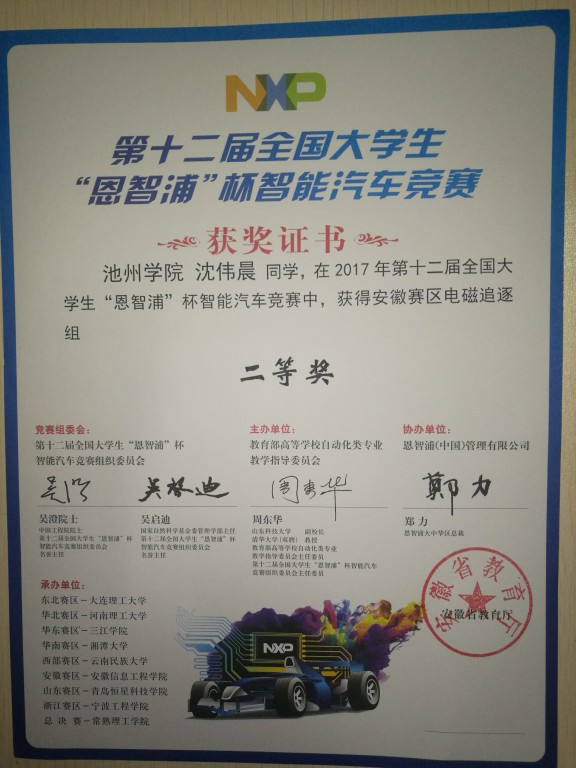 NXP
第十二届全国大学生
“恩智浦”杯智能汽车竞赛
获奖证书
池州学院 沈伟晨 同学，在 2017 年第十二届全国大
学生“恩智浦”杯智能汽车竞赛中，获得安徽赛区电磁追逐
组
二等奖
竞赛组委会：
第十二届全国大学生“恩智浦”杯
智能汽车竞赛组织委员会
主办单位：
教育部高等学校自动化类专业
教学指导委员会
协办单位：
恩智浦(中国)管理有限公司
吴澄
吴启迪
周东华
郑力
吴澄院士
中国工程院院士
第十二届全国大学生“恩智浦”杯
智能汽车竞赛组织委员会
名誉主任
吴启迪
国家自然科学基金委管理学部主任
第十二届全国大学生“恩智浦”杯
智能汽车竞赛组织委员会
名誉主任
周东华
山东科技大学 副校长
清华大学(双聘) 教授
教育部高等学校自动化类专业
教学指导委员会主任委员
第十二届全国大学生“恩智浦”杯智能汽车
竞赛组织委员会主任委员
郑 力
恩智浦大中华区总裁
承办单位：
东北赛区－大连理工大学
华北赛区－河南理工大学
华东赛区－三江学院
华南赛区－湘潭大学
西部赛区－云南民族大学
安徽赛区－安徽信息工程学院
山东赛区－青岛恒星科技学院
浙江赛区－宁波工程学院
总 决 赛－常熟理工学院
NXP
安徽省教育厅
安徽省教育厅